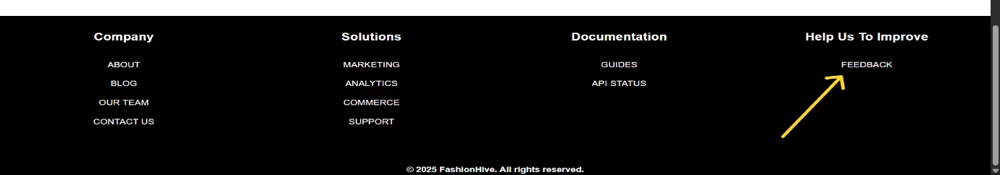 Company
ABOUT
BLOG
OUR TEAM
CONTACT US
Solutions
MARKETING
ANALYTICS
COMMERCE
SUPPORT
Documentation
GUIDES
API STATUS
Help Us To Improve
FEEDBACK
© 2025 FashionHive. All rights reserved.